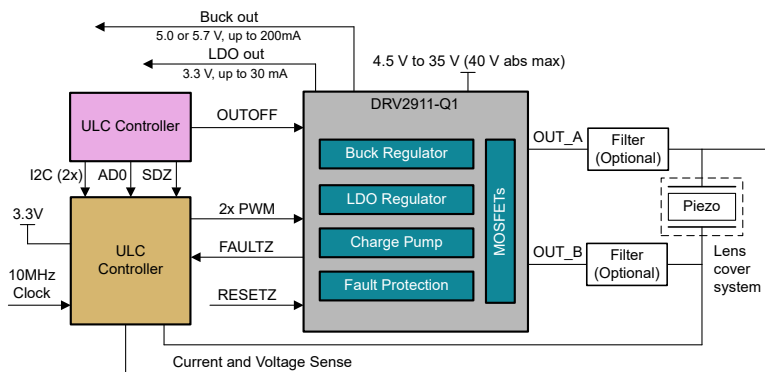 Buck out
5.0 or 5.7 V, up to 200mA
LDO out
3.3 V, up to 30 mA
4.5 V to 35 V (40 V abs max)
DRV2911-Q1
ULC Controller
OUTOFF
OUT_A
Filter
(Optional)
Buck Regulator
I2C (2x)
AD0
SDZ
MOSFETs
LDO Regulator
Piezo
3.3V
2x PWM
ULC
Controller
Charge Pump
FAULTZ
OUT_B
Filter
(Optional)
Lens
cover
system
10MHz
Clock
Fault Protection
RESETZ
Current and Voltage Sense